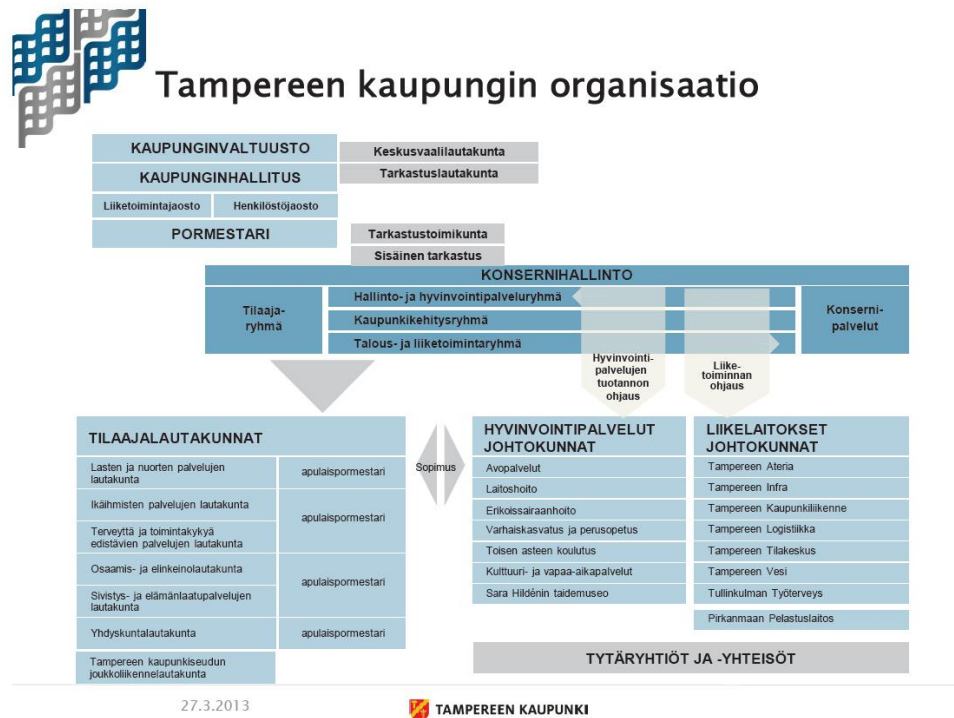 Tampereen kaupungin organisaatio
KAUPUNGINVALTUUSTO
Keskusvaalilautakunta
KAUPUNGINHALLITUS
Tarkastuslautakunta
Liiketoimintajaosto
Henkilöstöjaosto
PORMESTARI
Tarkastustoimikunta
Sisäinen tarkastus
KONSERNIHALLINTO
Tilaaja-
ryhmä
Hallinto- ja hyvinvointipalveluryhmä
Kaupunkikehitysryhmä
Talous- ja liiketoimintaryhmä
Konserni-
palvelut
Hyvinvointi-
palvelujen
tuotannon
ohjaus
Liike-
toiminnan
ohjaus
TILAAJALAUTAKUNNAT
Lasten ja nuorten palvelujen
lautakunta
apulaispormestari
Ikäihmisten palvelujen lautakunta
Terveyttä ja toimintakykyä
edistävien palvelujen lautakunta
apulaispormestari
Osaamis- ja elinkeinolautakunta
Sivistys- ja elämänlaatupalvelujen
lautakunta
apulaispormestari
Yhdyskuntalautakunta
apulaispormestari
Tampereen kaupunkiseudun
joukkoliikennelautakunta
Sopimus
HYVINVOINTIPALVELUT
JOHTOKUNNAT
Avopalvelut
Laitoshoito
Erikoissairaanhoito
Varhaiskasvatus ja perusopetus
Toisen asteen koulutus
Kulttuuri- ja vapaa-aikapalvelut
Sara Hildénin taidemuseo
LIIKELAITOKSET
JOHTOKUNNAT
Tampereen Ateria
Tampereen Infra
Tampereen Kaupunkiliikenne
Tampereen Logistiikka
Tampereen Tilakeskus
Tampereen Vesi
Tullinkulman Työterveys
Pirkanmaan Pelastuslaitos
TYTÄRYHTIÖT JA -YHTEISÖT
27.3.2013
TAMPEREEN KAUPUNKI